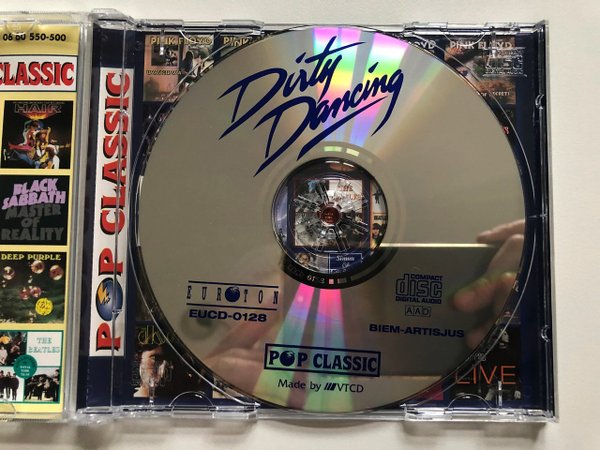 06 60 550-500
CLASSIC
HAIR
BLACK
SABBATH
MASTER
OF
REALITY
DEEP PURPLE
THE
BEATLES
POP CLASSIC
PINK FLOYD
PINK
PINK FLOYD
Dirty
Dancing
EUROTON
EUCD-0128
COMPACT
disc
DIGITAL AUDIO
AAD
BIEM-ARTISJUS
POP CLASSIC
Made by VTCD
LIVE